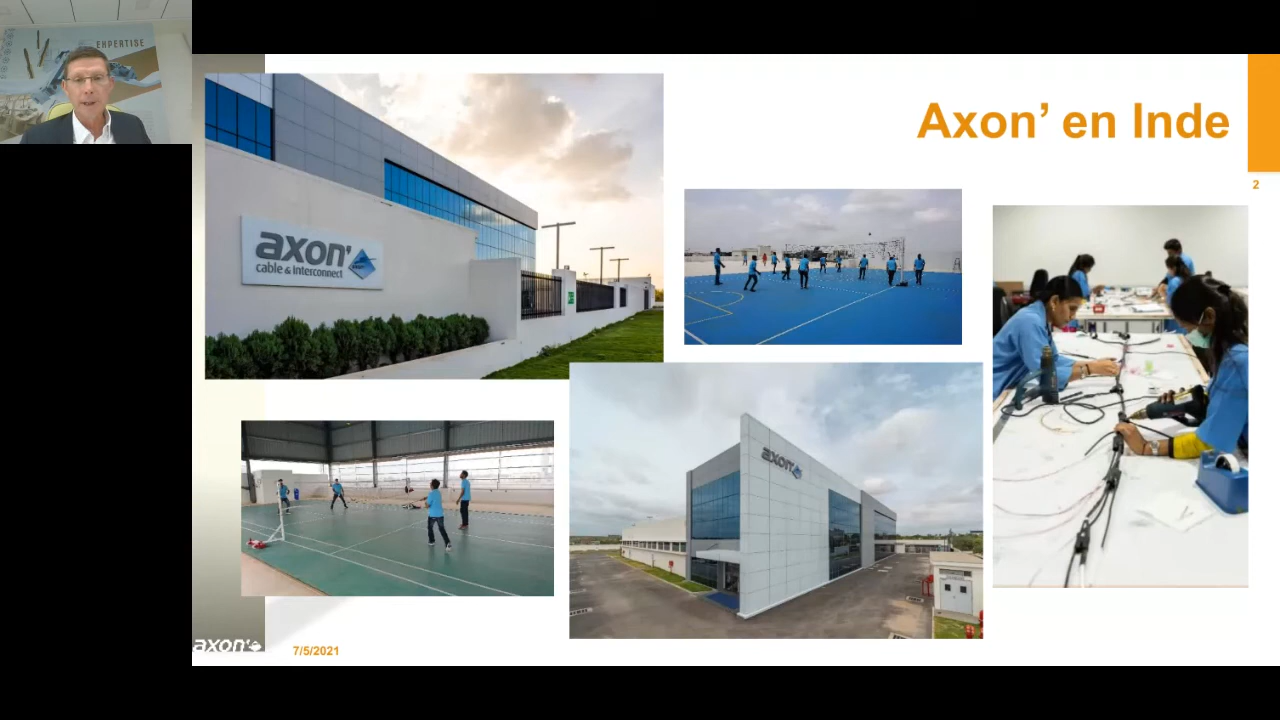 EXPERTISE
Axon’ en Inde
2
axon’
cable & interconnect
axon’
axon’
7/5/2021